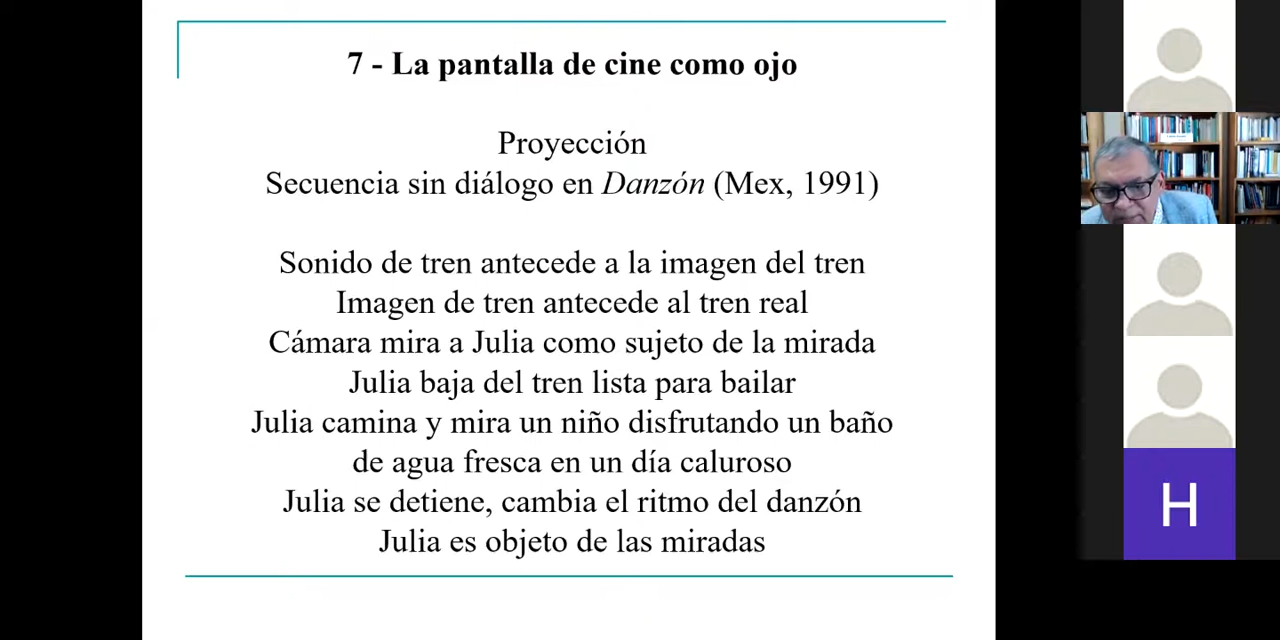 7 - La pantalla de cine como ojo
Proyección
Secuencia sin diálogo en Danzón (Mex, 1991)
Sonido de tren antecede a la imagen del tren
Imagen de tren antecede al tren real
Cámara mira a Julia como sujeto de la mirada
Julia baja del tren lista para bailar
Julia camina y mira un niño disfrutando un baño
de agua fresca en un día caluroso
Julia se detiene, cambia el ritmo del danzón
Julia es objeto de las miradas
H